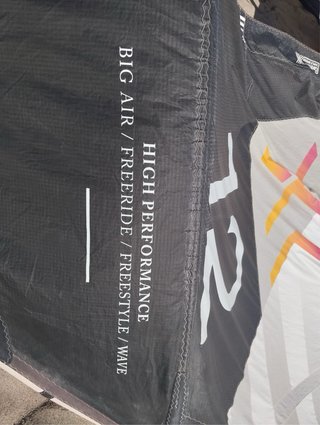 HIGH PERFORMANCE
BIG AIR / FREERIDE / FREESTYLE / WAVE
12